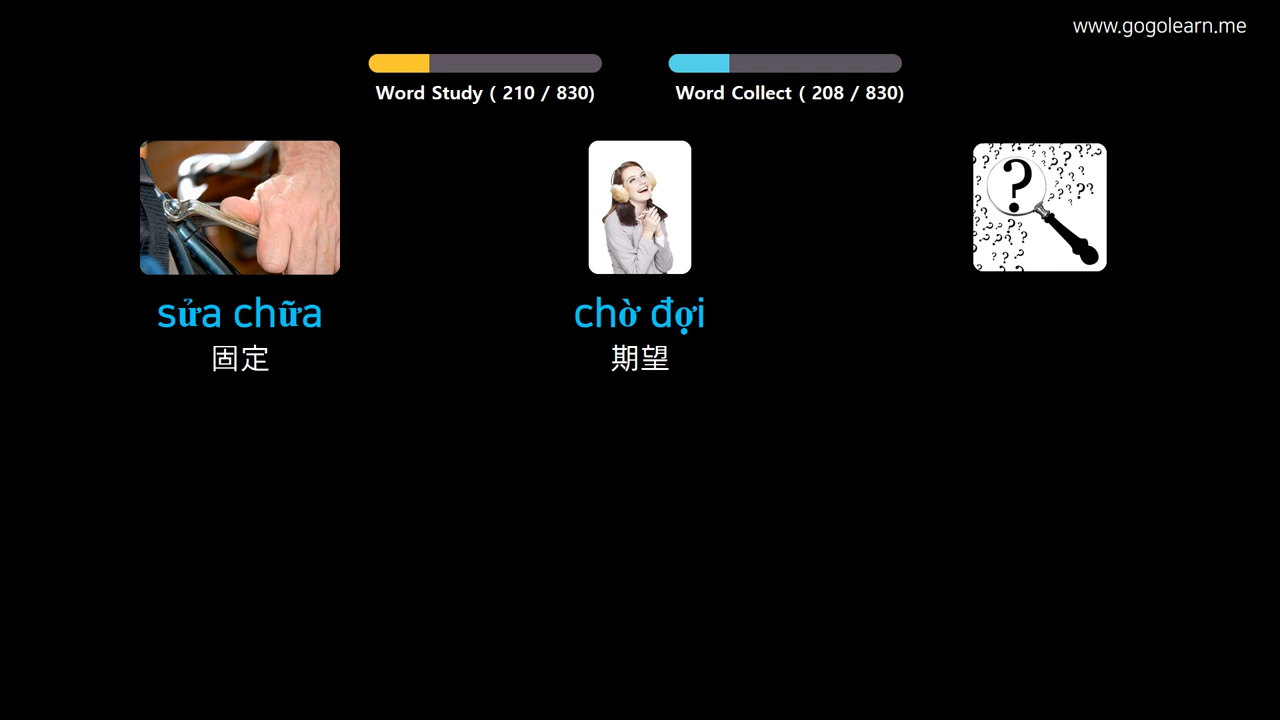 www.gogolearn.me
Word Study ( 210 / 830)
Word Collect ( 208 / 830)
sửa chữa
固定
chờ đợi
期望